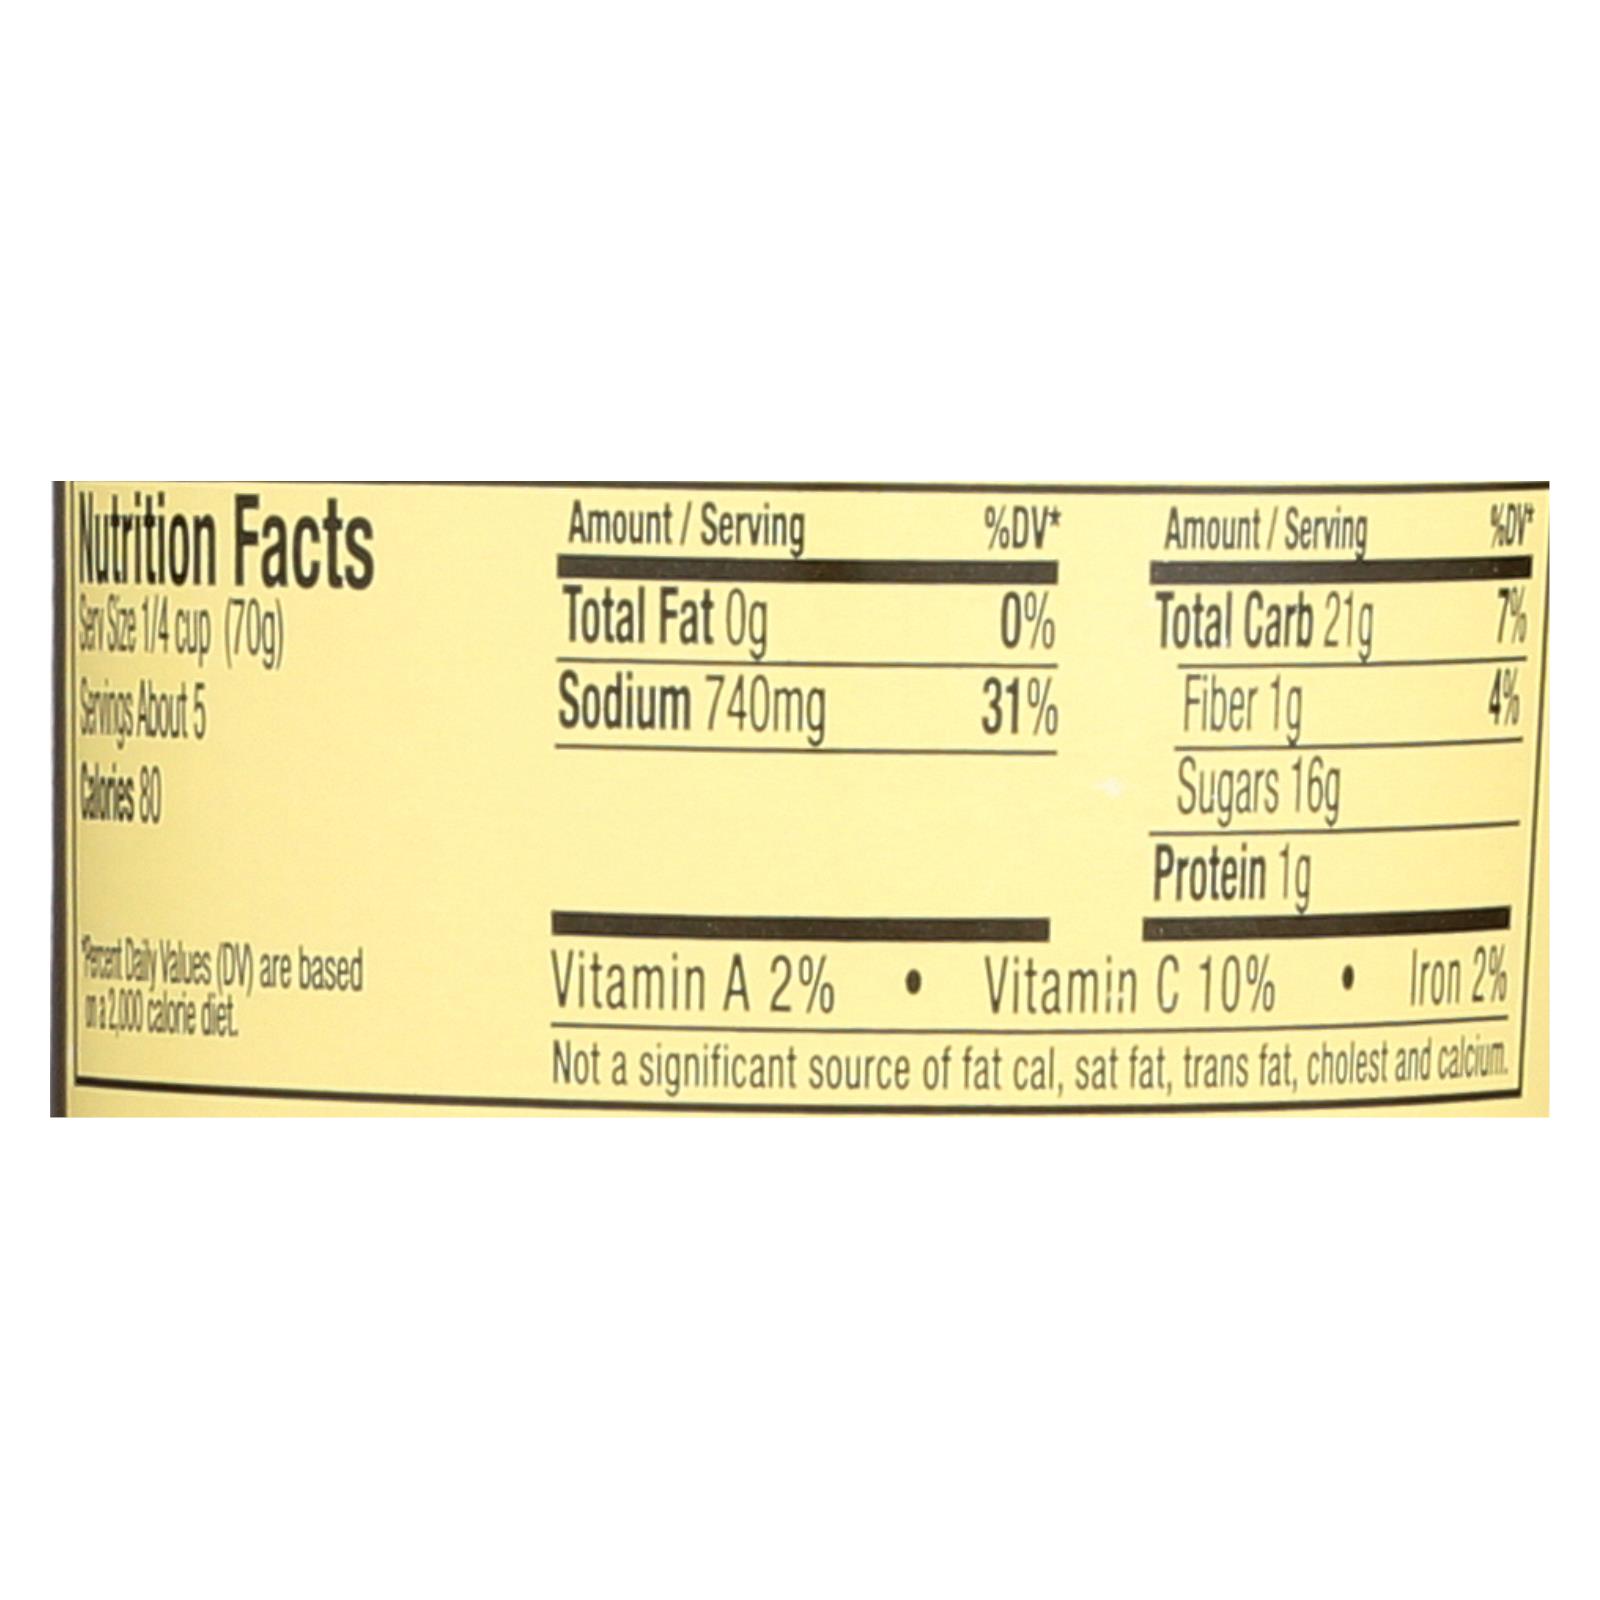 Nutrition Facts
Serv Size 1/4 cup (70g)
Servings About 5
Calories 80
*Percent Daily Values (DV) are based
on a 2,000 calorie diet.
Amount / Serving %DV*
Total Fat 0g 0%
Sodium 740mg 31%
Amount / Serving %DV*
Total Carb 21g 7%
Fiber 1g 4%
Sugars 16g
Protein 1g
Vitamin A 2% • Vitamin C 10% • Iron 2%
Not a significant source of fat cal, sat fat, trans fat, cholest and calcium.